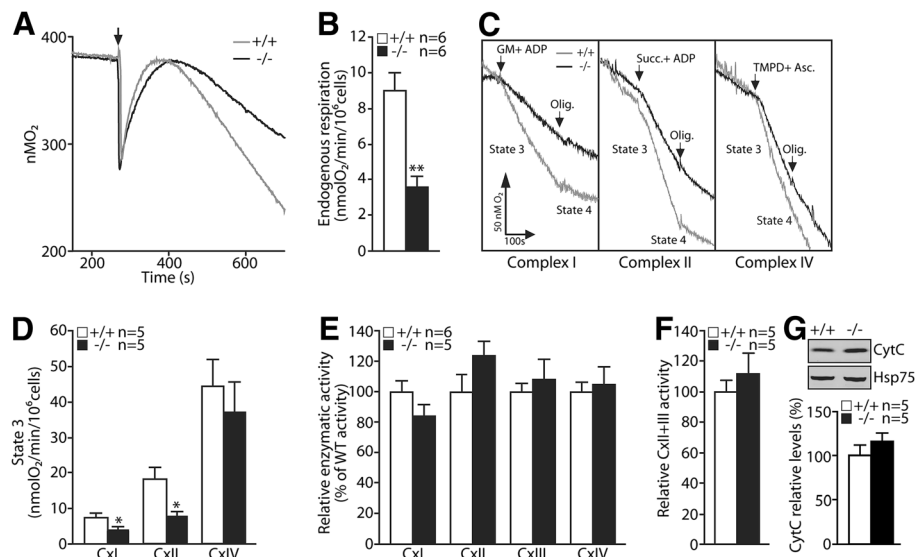 A
400
300
200
nMO₂
+/+
-/-
200
400
600
Time (s)
B
+/+ n=6
-/- n=6
Endogenous respiration
(nmolO₂/min/10⁶cells)
12
10
8
6
4
2
0
**
C
GM+ ADP
+/+
-/-
Olig.
State 3
State 4
50 nM O₂
100s
Complex I
Succ.+ ADP
Olig.
State 3
State 4
Complex II
TMPD+ Asc.
Olig.
State 3
State 4
Complex IV
D
+/+ n=5
-/- n=5
State 3
(nmolO₂/min/10⁶cells)
60
50
40
30
20
10
0
*
*
CxI
CxII
CxIV
E
+/+ n=6
-/- n=5
Relative enzymatic activity
(% of WT activity)
140
120
100
80
60
40
20
0
CxI
CxII
CxIII
CxIV
F
+/+ n=5
-/- n=5
Relative CxII+III activity
140
120
100
80
60
40
20
0
G
+/+ -/-
CytC
Hsp75
+/+ n=5
-/- n=5
CytC relative levels (%)
150
100
50
0